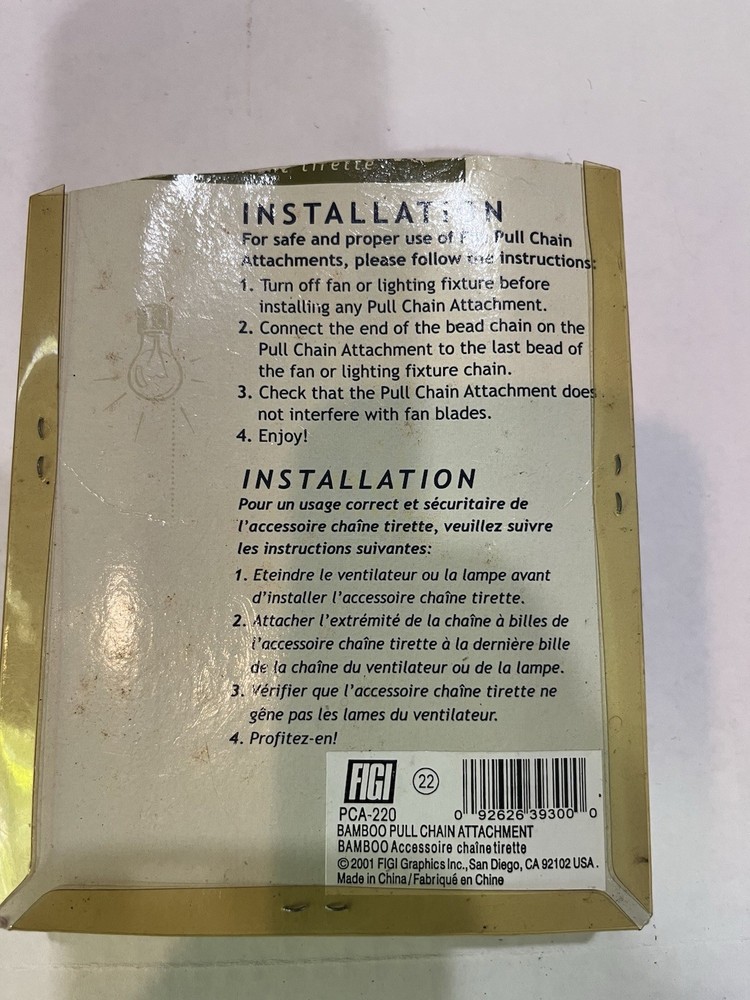 tirette
INSTALLATION
For safe and proper use of Pull Chain
Attachments, please follow the instructions:
1. Turn off fan or lighting fixture before
installing any Pull Chain Attachment.
2. Connect the end of the bead chain on the
Pull Chain Attachment to the last bead of
the fan or lighting fixture chain.
3. Check that the Pull Chain Attachment does
not interfere with fan blades.
4. Enjoy!
INSTALLATION
Pour un usage correct et sécuritaire de
l'accessoire chaîne tirette, veuillez suivre
les instructions suivantes:
1. Eteindre le ventilateur ou la lampe avant
d'installer l'accessoire chaîne tirette.
2. Attacher l'extrémité de la chaîne à billes de
l'accessoire chaîne tirette à la dernière bille
de la chaîne du ventilateur ou de la lampe.
3. Vérifier que l'accessoire chaîne tirette ne
gêne pas les lames du ventilateur.
4. Profitez-en!
FIGI 22
PCA-220 0 92626 39300 0
BAMBOO PULL CHAIN ATTACHMENT
BAMBOO Accessoire chaîne tirette
© 2001 FIGI Graphics Inc., San Diego, CA 92102 USA.
Made in China/Fabriqué en Chine